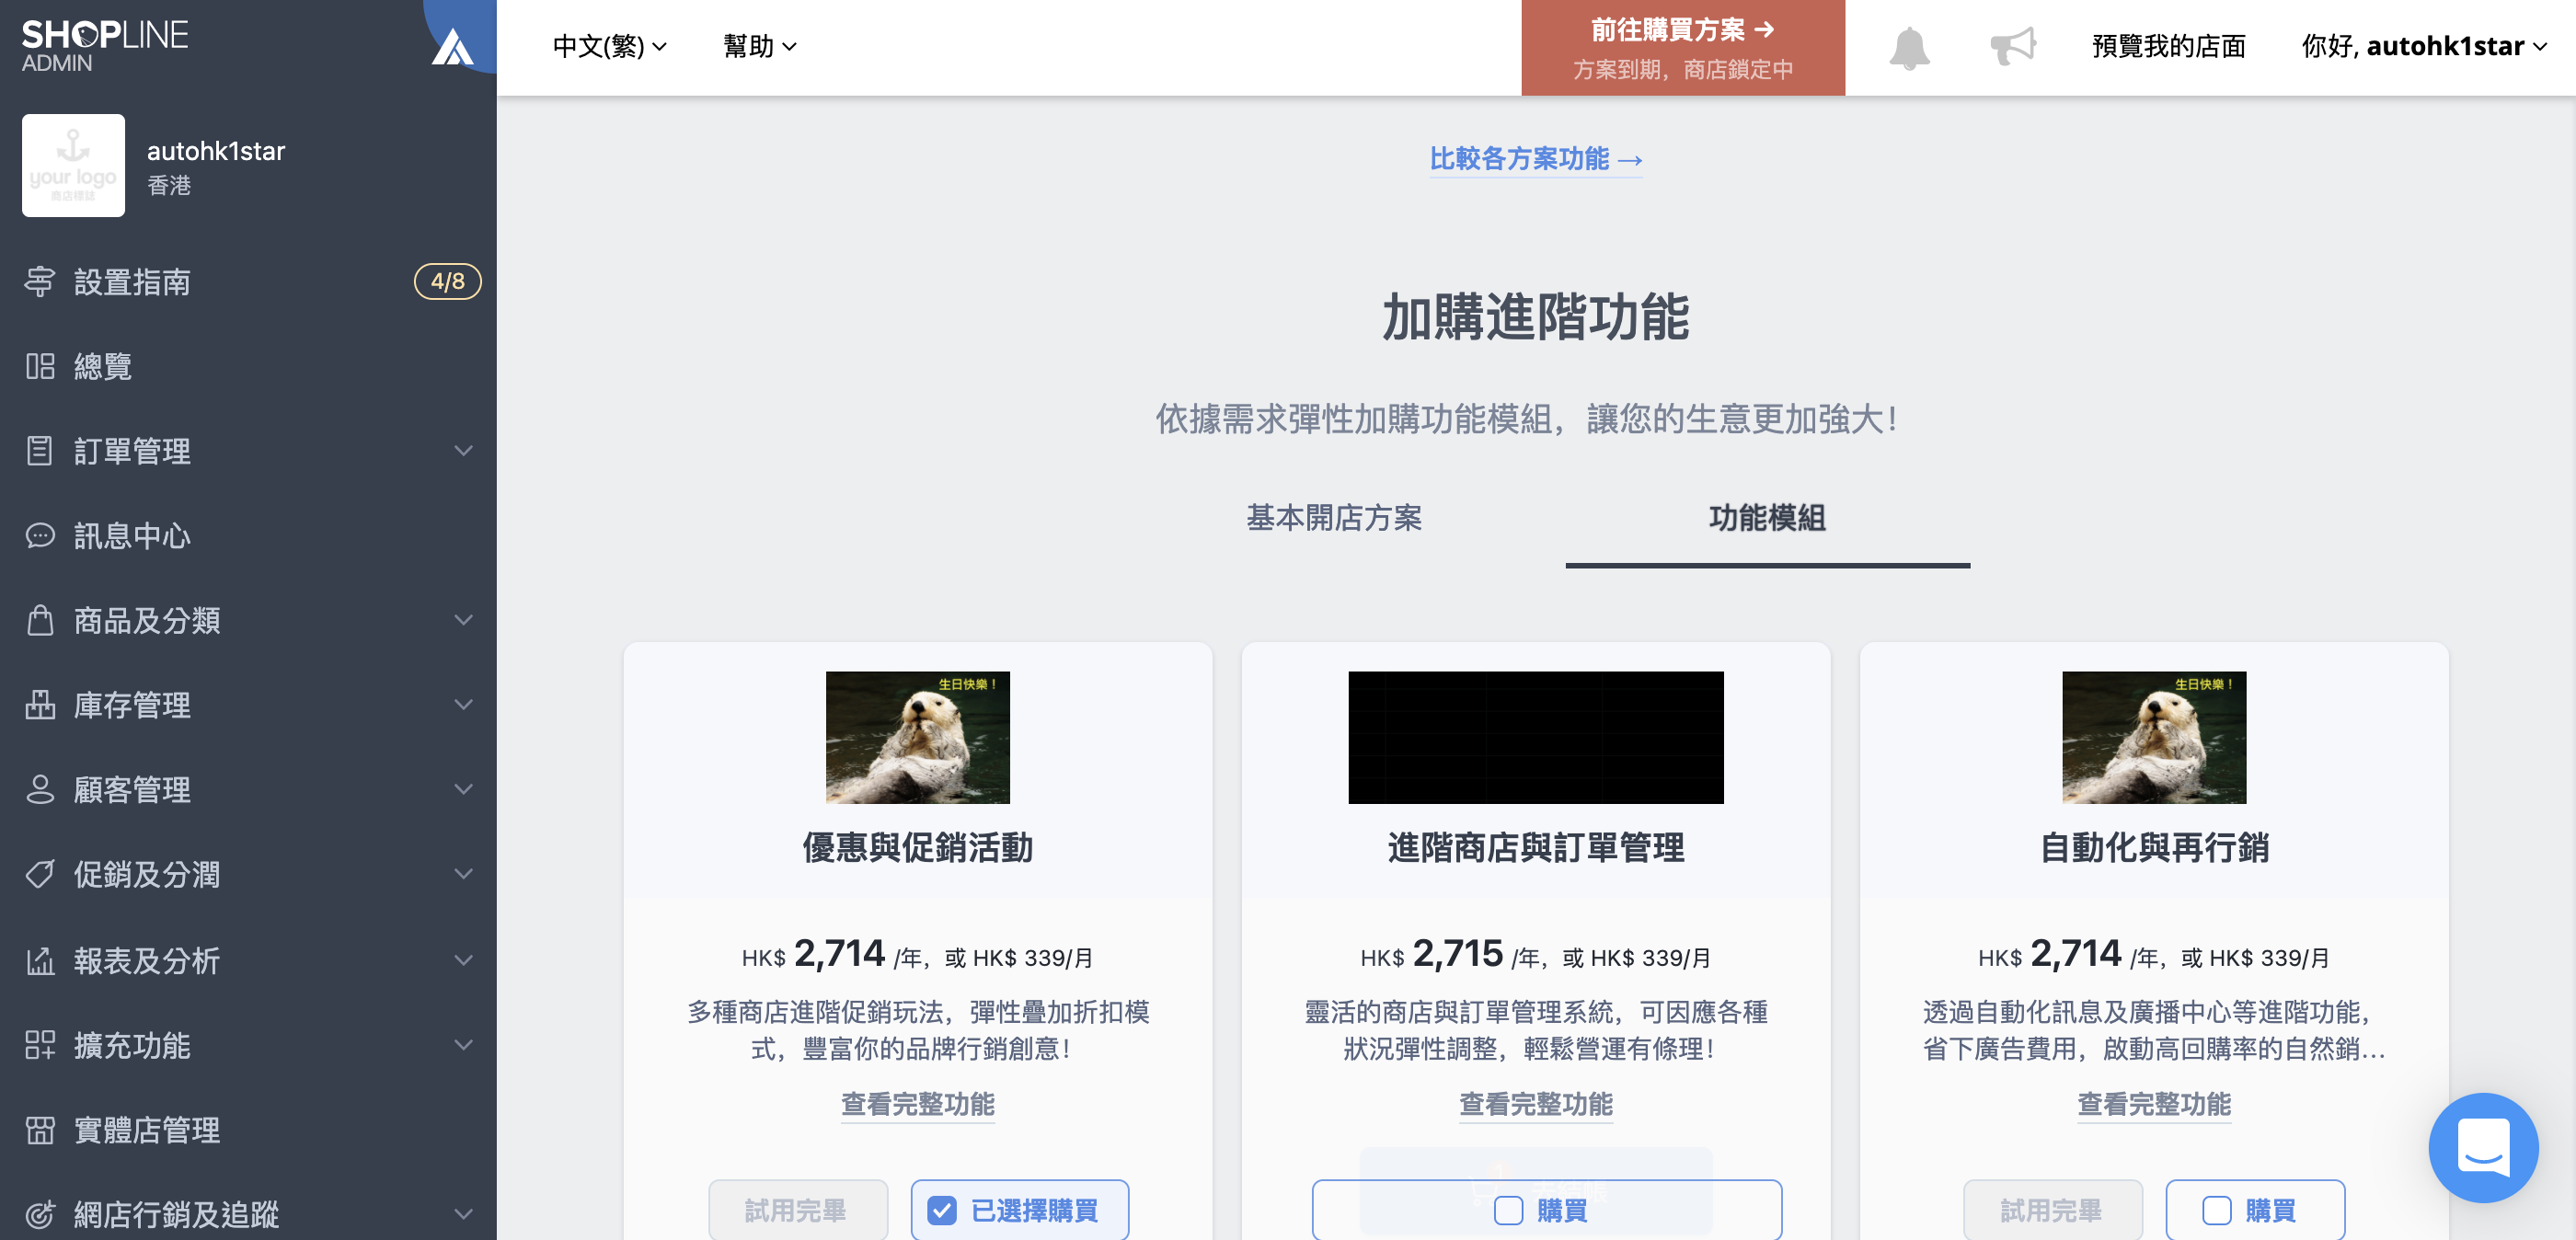 SHOPLINE
ADMIN
autohk1star
香港
your logo
商店標誌
設置指南
4/8
總覽
訂單管理
訊息中心
商品及分類
庫存管理
顧客管理
促銷及分潤
報表及分析
擴充功能
實體店管理
網店行銷及追蹤
中文(繁)
幫助
前往購買方案 →
方案到期，商店鎖定中
預覽我的店面
你好, autohk1star
比較各方案功能 →
加購進階功能
依據需求彈性加購功能模組，讓您的生意更加強大！
基本開店方案
功能模組
生日快樂！
優惠與促銷活動
HK$ 2,714 /年，或 HK$ 339/月
多種商店進階促銷玩法，彈性疊加折扣模
式，豐富你的品牌行銷創意！
查看完整功能
試用完畢
已選擇購買
進階商店與訂單管理
HK$ 2,715 /年，或 HK$ 339/月
靈活的商店與訂單管理系統，可因應各種
狀況彈性調整，輕鬆營運有條理！
查看完整功能
購買
生日快樂！
自動化與再行銷
HK$ 2,714 /年，或 HK$ 339/月
透過自動化訊息及廣播中心等進階功能，
省下廣告費用，啟動高回購率的自然銷...
查看完整功能
試用完畢
購買